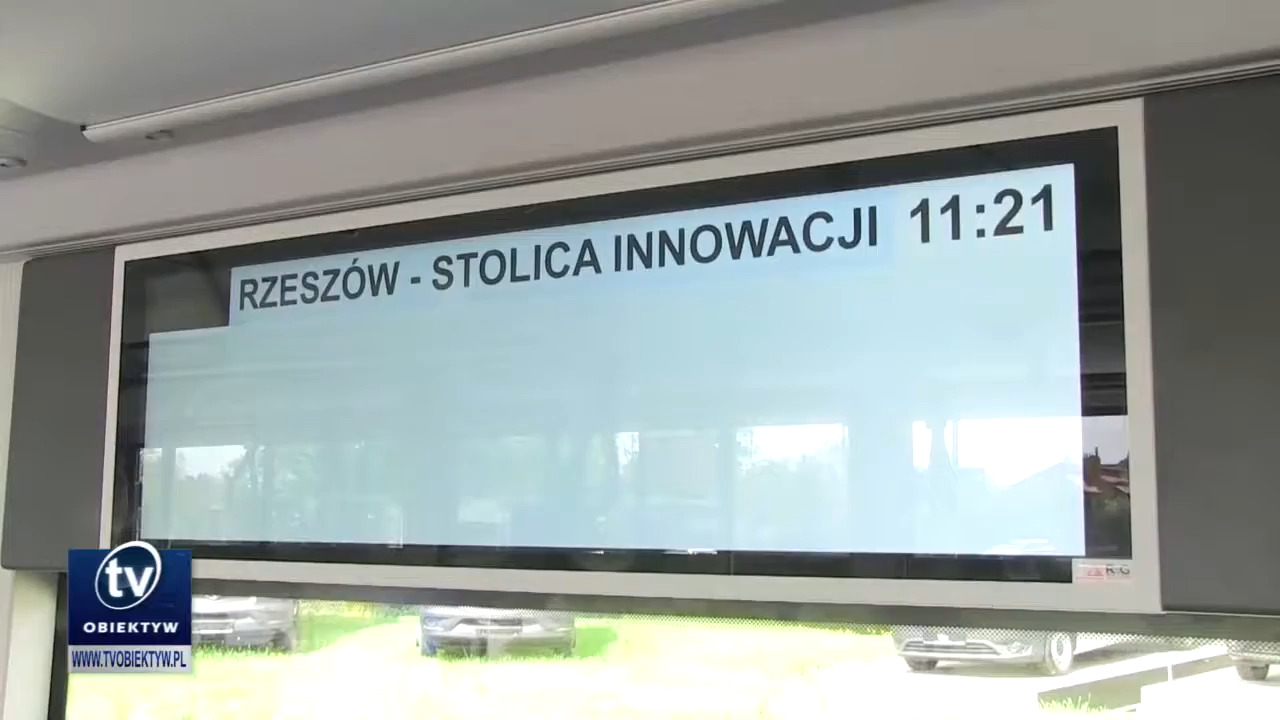 RZESZÓW - STOLICA INNOWACJI 11:21
tv
OBIEKTYW
WWW.TVOBIEKTYW.PL